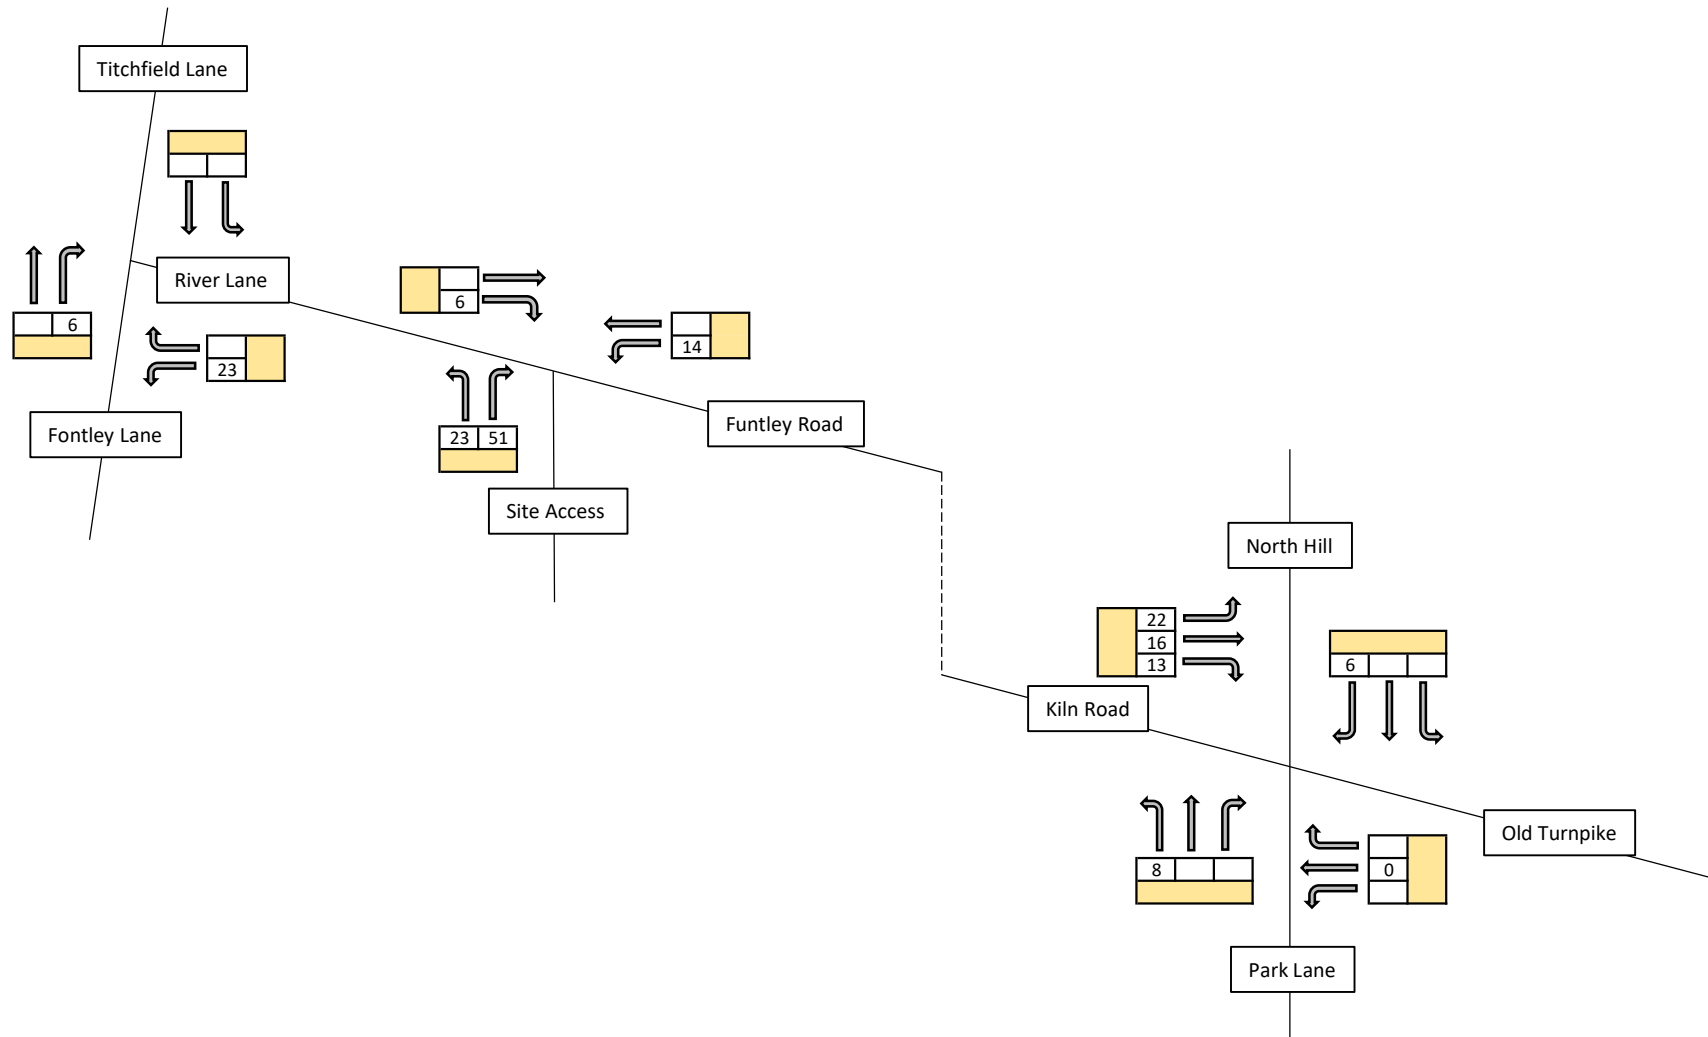 Titchfield Lane
River Lane
6
6
14
23
Fontley Lane
Funtley Road
23 51
Site Access
North Hill
22
16
13
6
Kiln Road
Old Turnpike
8
0
Park Lane